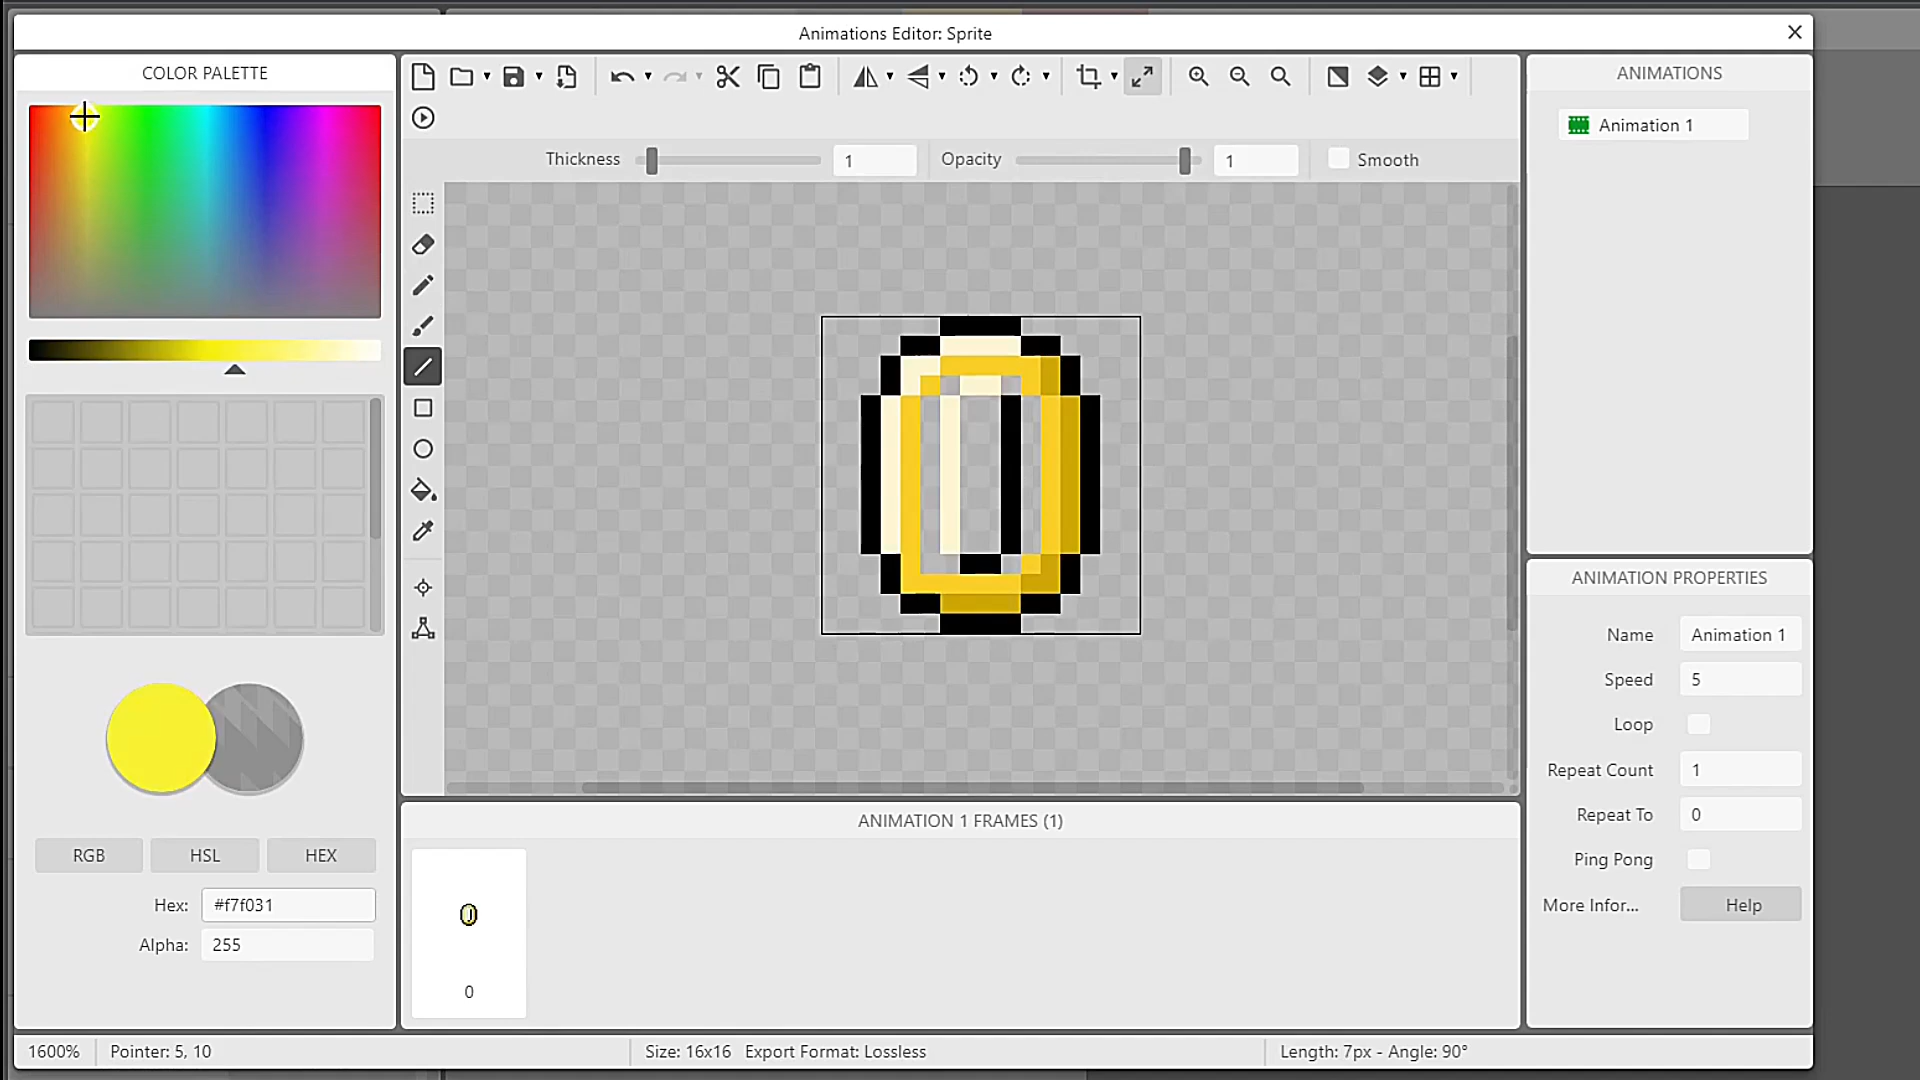 Animations Editor: Sprite
COLOR PALETTE
Thickness
1
Opacity
1
Smooth
RGB
HSL
HEX
Hex:
#f7f031
Alpha:
255
ANIMATION 1 FRAMES (1)
0
ANIMATIONS
Animation 1
ANIMATION PROPERTIES
Name
Animation 1
Speed
5
Loop
Repeat Count
1
Repeat To
0
Ping Pong
More Infor...
Help
1600%
Pointer: 5, 10
Size: 16x16
Export Format: Lossless
Length: 7px - Angle: 90°